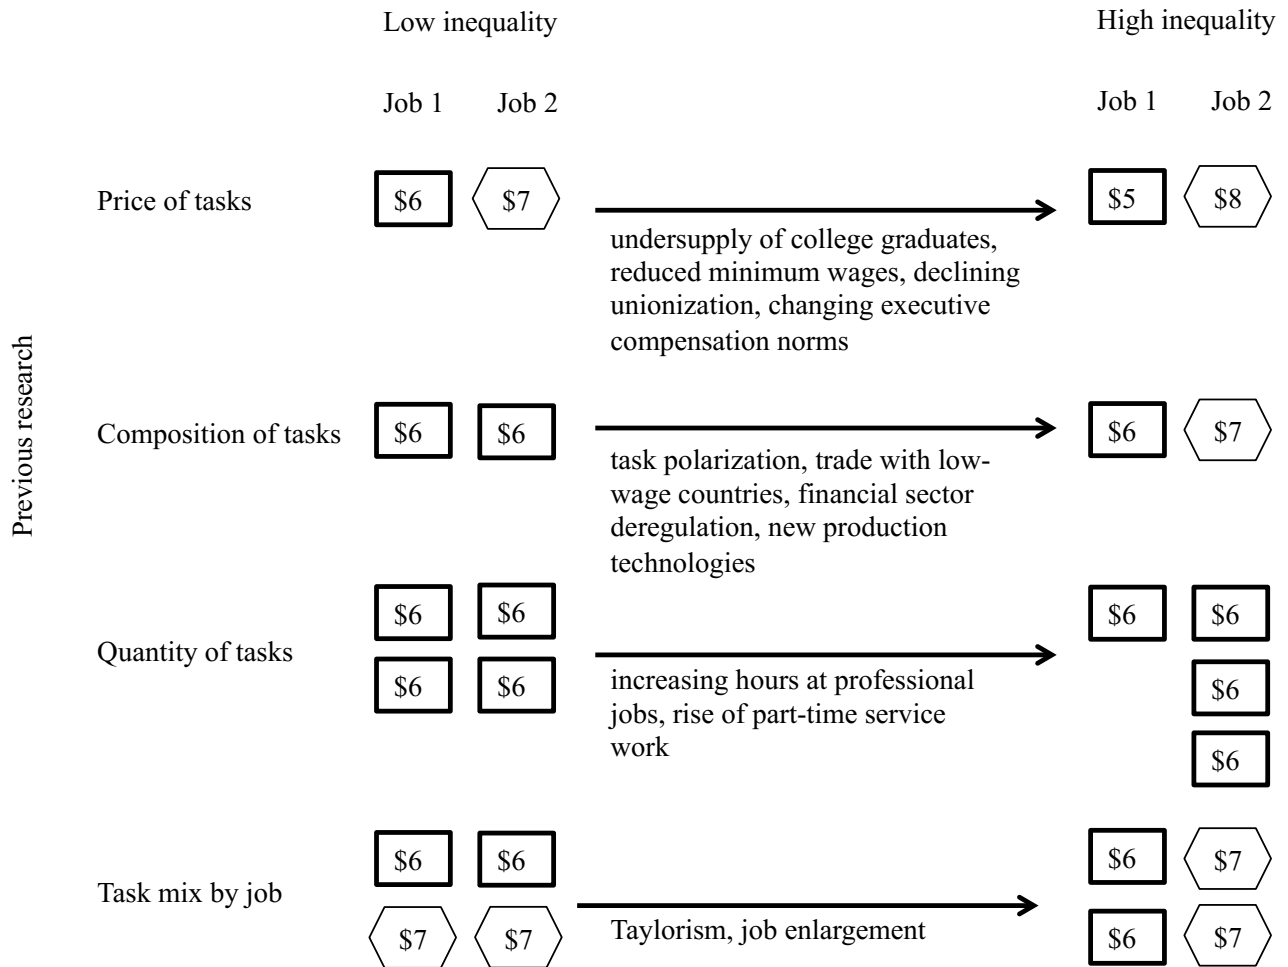 Low inequality High inequality
Job 1 Job 2 Job 1 Job 2
Previous research
Price of tasks $6 $7 $5 $8
undersupply of college graduates,
reduced minimum wages, declining
unionization, changing executive
compensation norms
Composition of tasks $6 $6 $6 $7
task polarization, trade with low-
wage countries, financial sector
deregulation, new production
technologies
$6 $6 $6 $6
Quantity of tasks
$6 $6 $6
increasing hours at professional
jobs, rise of part-time service
work
$6
$6 $6 $6 $7
Task mix by job
$7 $7 $6 $7
Taylorism, job enlargement